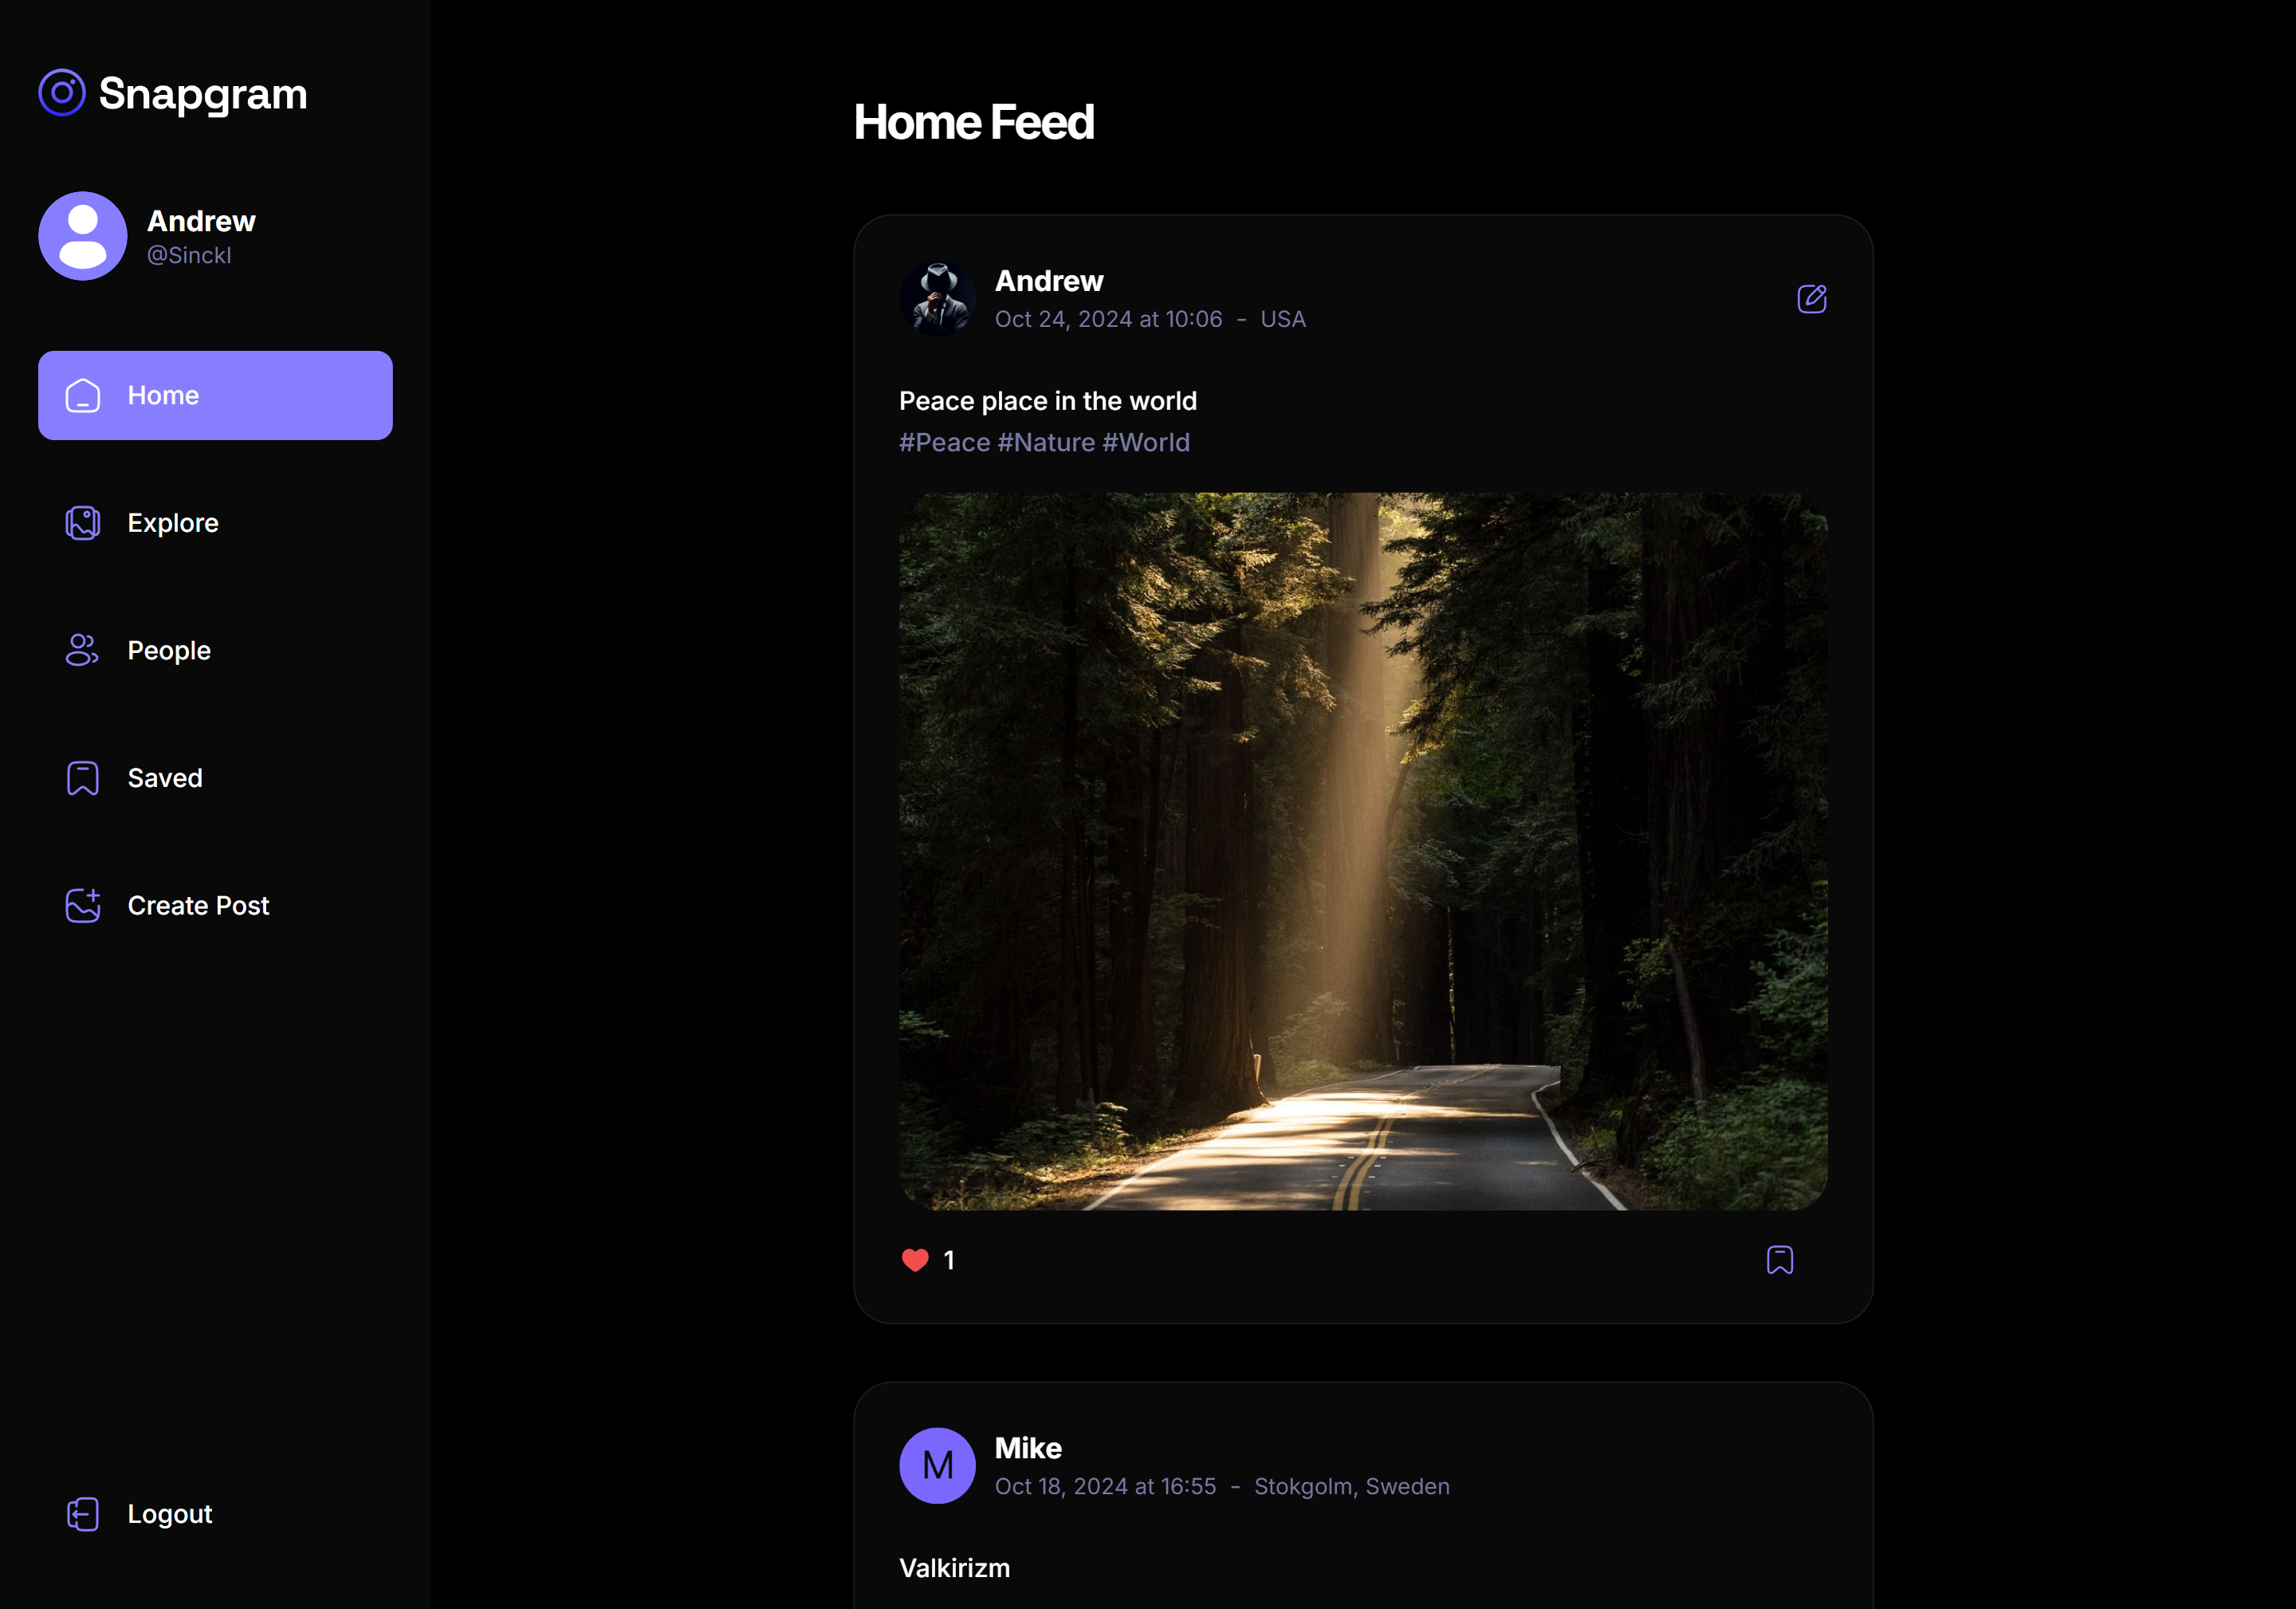 Snapgram
Andrew
@Sinckl
Home
Explore
People
Saved
Create Post
Logout
Home Feed
Andrew
Oct 24, 2024 at 10:06 - USA
Peace place in the world
#Peace #Nature #World
1
M
Mike
Oct 18, 2024 at 16:55 - Stokgolm, Sweden
Valkirizm